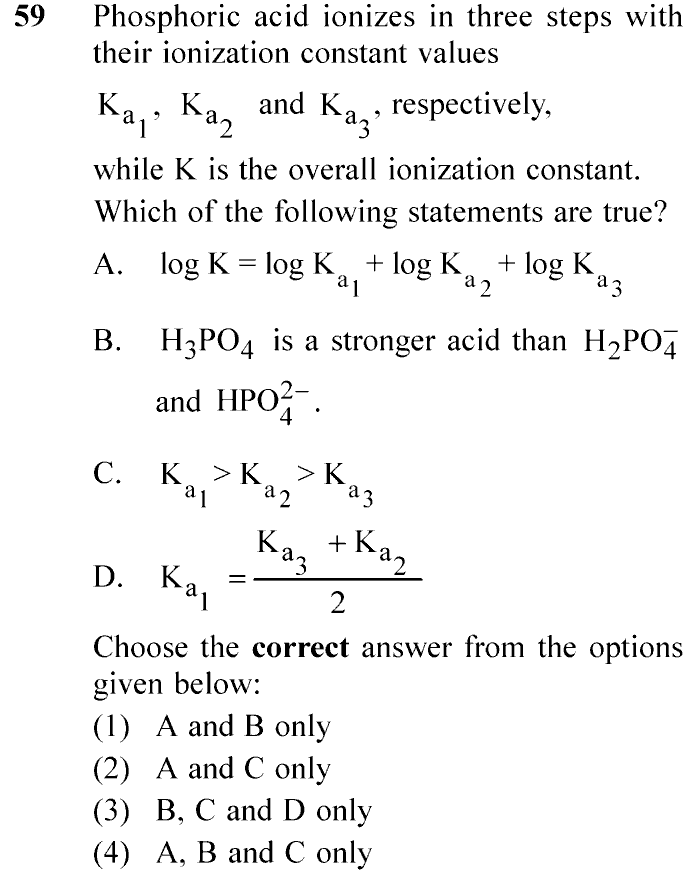 59 Phosphoric acid ionizes in three steps with
their ionization constant values
Kₐ₁, Kₐ₂ and Kₐ₃, respectively,
while K is the overall ionization constant.
Which of the following statements are true?
A. log K = log Kₐ₁ + log Kₐ₂ + log Kₐ₃
B. H₃PO₄ is a stronger acid than H₂PO₄⁻
and HPO₄²⁻.
C. Kₐ₁ > Kₐ₂ > Kₐ₃
D. Kₐ₁ = (Kₐ₃ + Kₐ₂) / 2
Choose the correct answer from the options
given below:
(1) A and B only
(2) A and C only
(3) B, C and D only
(4) A, B and C only